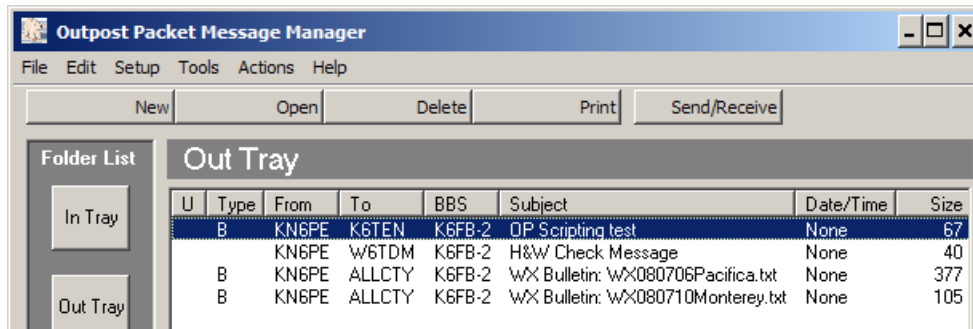 Outpost Packet Message Manager
File Edit Setup Tools Actions Help
New Open Delete Print Send/Receive
Folder List Out Tray
In Tray
Out Tray
U Type From To BBS Subject Date/Time Size
B KN6PE K6TEN K6FB-2 OP Scripting test None 67
KN6PE W6TDM K6FB-2 H&W Check Message None 40
B KN6PE ALLCTY K6FB-2 WX Bulletin: WX080706Pacifica.txt None 377
B KN6PE ALLCTY K6FB-2 WX Bulletin: WX080710Monterey.txt None 105